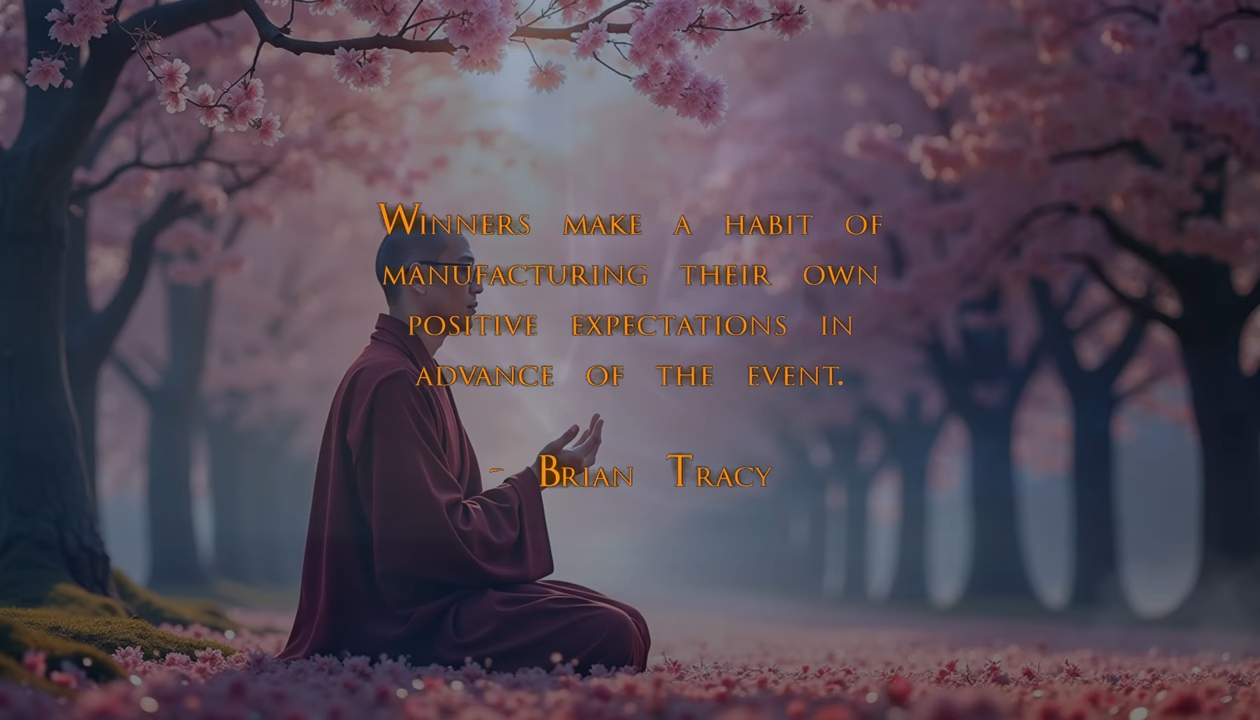 Winners make a habit of
manufacturing their own
positive expectations in
advance of the event.
- Brian Tracy